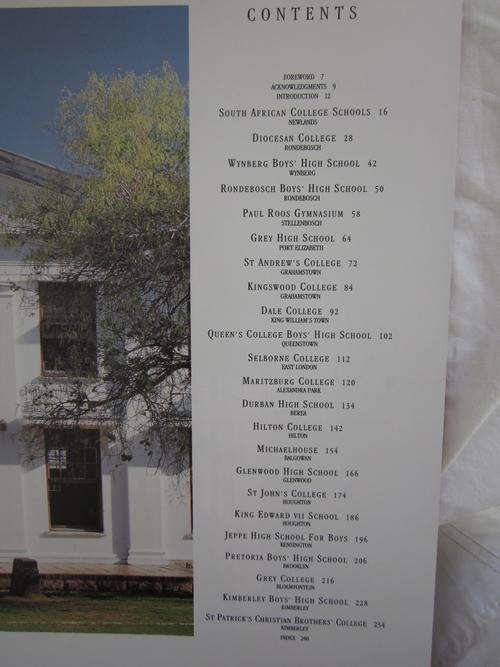 CONTENTS
FOREWORD 7
ACKNOWLEDGMENTS 9
INTRODUCTION 12
SOUTH AFRICAN COLLEGE SCHOOLS 16
NEWLANDS
DIOCESAN COLLEGE 28
RONDEBOSCH
WYNBERG BOYS' HIGH SCHOOL 42
WYNBERG
RONDEBOSCH BOYS' HIGH SCHOOL 50
RONDEBOSCH
PAUL ROOS GYMNASIUM 58
STELLENBOSCH
GREY HIGH SCHOOL 64
PORT ELIZABETH
ST ANDREW'S COLLEGE 72
GRAHAMSTOWN
KINGSWOOD COLLEGE 84
GRAHAMSTOWN
DALE COLLEGE 92
KING WILLIAM'S TOWN
QUEEN'S COLLEGE BOYS' HIGH SCHOOL 102
QUEENSTOWN
SELBORNE COLLEGE 112
EAST LONDON
MARITZBURG COLLEGE 120
ALEXANDRA PARK
DURBAN HIGH SCHOOL 134
BEREA
HILTON COLLEGE 142
HILTON
MICHAELHOUSE 154
BALGOWAN
GLENWOOD HIGH SCHOOL 166
GLENWOOD
ST JOHN'S COLLEGE 174
HOUGHTON
KING EDWARD VII SCHOOL 186
HOUGHTON
JEPPE HIGH SCHOOL FOR BOYS 196
KENSINGTON
PRETORIA BOYS' HIGH SCHOOL 206
BROOKLYN
GREY COLLEGE 216
BLOEMFONTEIN
KIMBERLEY BOYS' HIGH SCHOOL 228
KIMBERLEY
ST PATRICK'S CHRISTIAN BROTHERS' COLLEGE 234
KIMBERLEY
INDEX 240